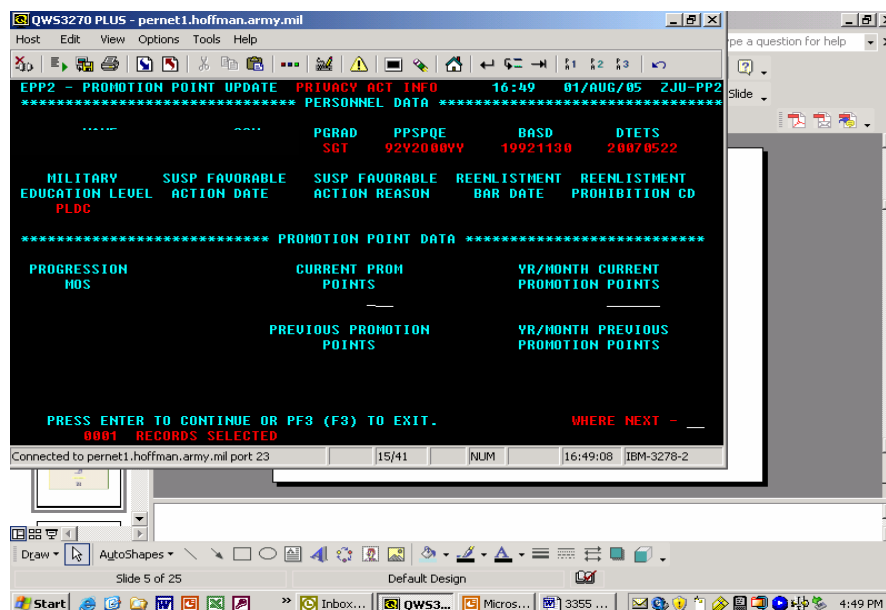 QWS3270 PLUS - pernet1.hoffman.army.mil
Host Edit View Options Tools Help
pe a question for help
Slide
EPP2 - PROMOTION POINT UPDATE PRIVACY ACT INFO 16:49 01/AUG/05 ZJU-PP2
****************************** PERSONNEL DATA *******************************
PGRAD PPSPQE BASD DTETS
SGT 92Y2000YY 19921130 20070522
MILITARY SUSP FAVORABLE SUSP FAVORABLE REENLISTMENT REENLISTMENT
EDUCATION LEVEL ACTION DATE ACTION REASON BAR DATE PROHIBITION CD
PLDC
*************************** PROMOTION POINT DATA **************************
PROGRESSION CURRENT PROM YR/MONTH CURRENT
MOS POINTS PROMOTION POINTS
PREVIOUS PROMOTION YR/MONTH PREVIOUS
POINTS PROMOTION POINTS
PRESS ENTER TO CONTINUE OR PF3 (F3) TO EXIT. WHERE NEXT - __
0001 RECORDS SELECTED
Connected to pernet1.hoffman.army.mil port 23 15/41 NUM 16:49:08 IBM-3278-2
Draw AutoShapes
Slide 5 of 25 Default Design
Start Inbox... QWS3... Micros... 3355 ... 4:49 PM